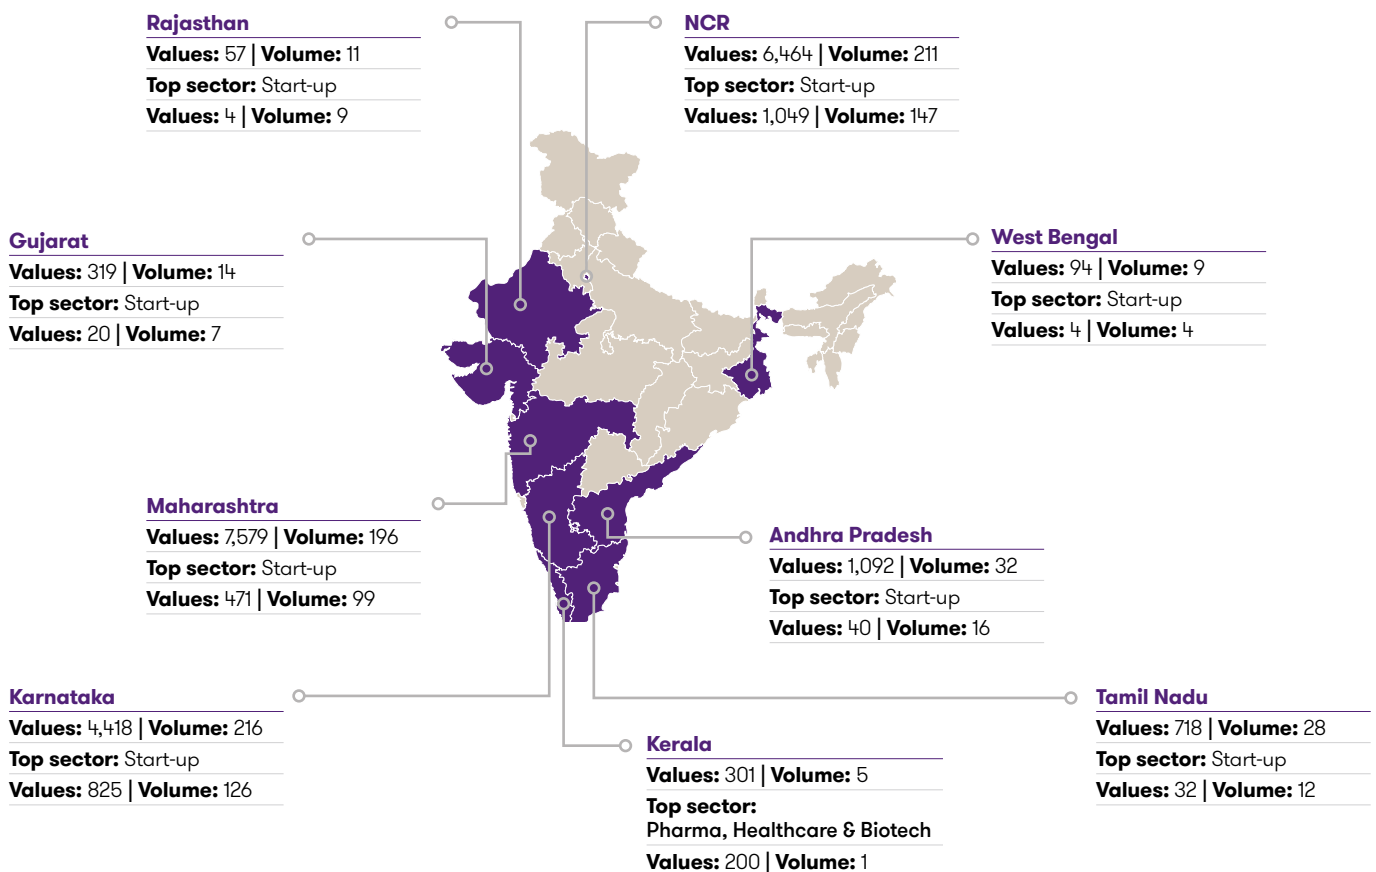 Rajasthan
Values: 57 | Volume: 11
Top sector: Start-up
Values: 4 | Volume: 9
NCR
Values: 6,464 | Volume: 211
Top sector: Start-up
Values: 1,049 | Volume: 147
Gujarat
Values: 319 | Volume: 14
Top sector: Start-up
Values: 20 | Volume: 7
West Bengal
Values: 94 | Volume: 9
Top sector: Start-up
Values: 4 | Volume: 4
Maharashtra
Values: 7,579 | Volume: 196
Top sector: Start-up
Values: 471 | Volume: 99
Andhra Pradesh
Values: 1,092 | Volume: 32
Top sector: Start-up
Values: 40 | Volume: 16
Karnataka
Values: 4,418 | Volume: 216
Top sector: Start-up
Values: 825 | Volume: 126
Kerala
Values: 301 | Volume: 5
Top sector:
Pharma, Healthcare & Biotech
Values: 200 | Volume: 1
Tamil Nadu
Values: 718 | Volume: 28
Top sector: Start-up
Values: 32 | Volume: 12